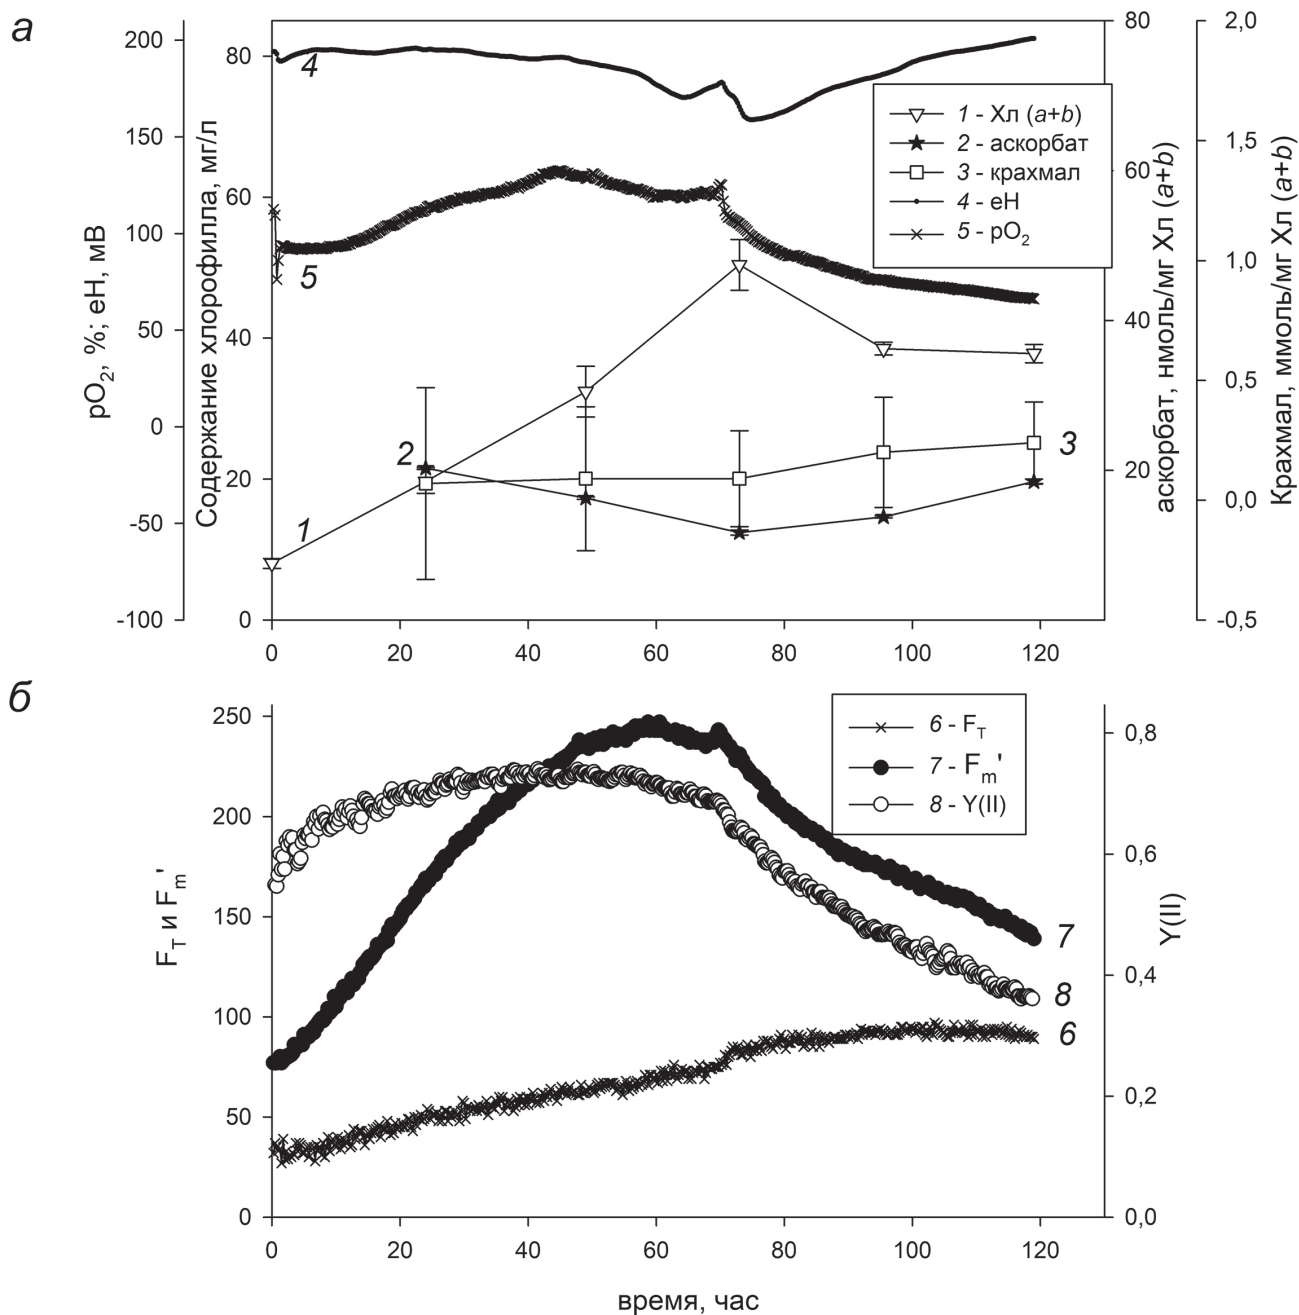 а
pO2, %; eH, мВ
200
150
100
50
0
-50
-100
Содержание хлорофилла, мг/л
80
60
40
20
0
4
5
2
1
3
1 - Хл (a+b)
2 - аскорбат
3 - крахмал
4 - eH
5 - pO2
80
60
40
20
аскорбат, нмоль/мг Хл (a+b)
2,0
1,5
1,0
0,5
0,0
-0,5
Крахмал, ммоль/мг Хл (a+b)
0 20 40 60 80 100 120
б
FT и Fm'
250
200
150
100
50
0
6 - FT
7 - Fm'
8 - Y(II)
7
8
6
0,8
0,6
0,4
0,2
0,0
Y(II)
0 20 40 60 80 100 120
время, час